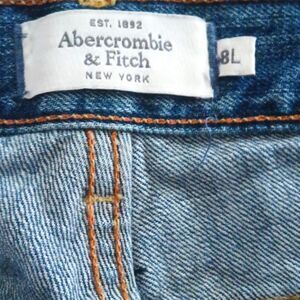 EST. 1892
Abercrombie
& Fitch
NEW YORK
8L